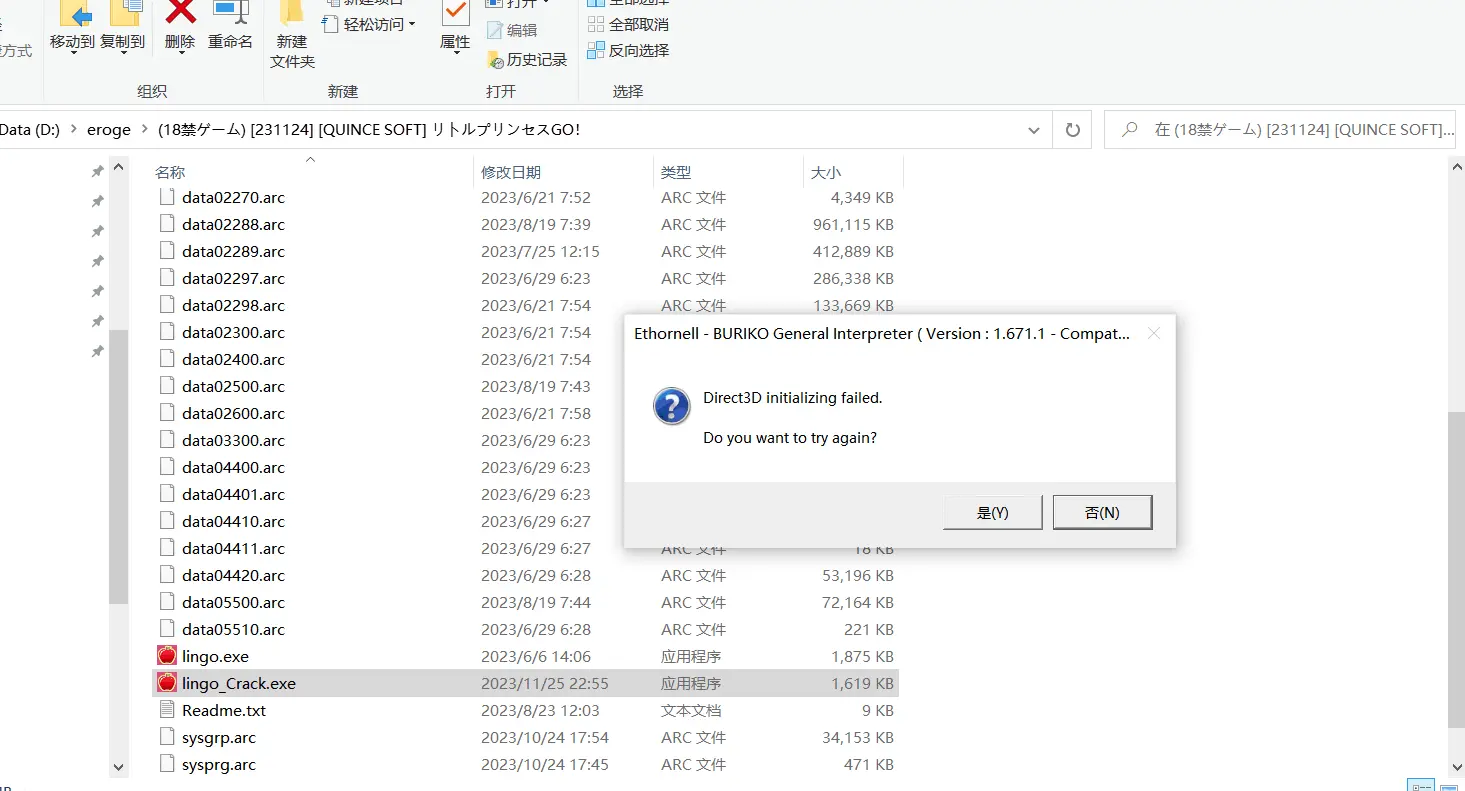 新建项目
打开
全部选择
移动到 复制到 删除 重命名 新建 轻松访问 属性 编辑 全部取消
方式 文件夹 历史记录 反向选择
组织 新建 打开 选择
Data (D:) > eroge > (18禁ゲーム) [231124] [QUINCE SOFT] リトルプリンセスGO!
在 (18禁ゲーム) [231124] [QUINCE SOFT]...
名称 修改日期 类型 大小
data02270.arc 2023/6/21 7:52 ARC 文件 4,349 KB
data02288.arc 2023/8/19 7:39 ARC 文件 961,115 KB
data02289.arc 2023/7/25 12:15 ARC 文件 412,889 KB
data02297.arc 2023/6/29 6:23 ARC 文件 286,338 KB
data02298.arc 2023/6/21 7:54 ARC 文件 133,669 KB
data02300.arc 2023/6/21 7:54
data02400.arc 2023/6/21 7:54
data02500.arc 2023/8/19 7:43
data02600.arc 2023/6/21 7:58
data03300.arc 2023/6/29 6:23
data04400.arc 2023/6/29 6:23
data04401.arc 2023/6/29 6:23
data04410.arc 2023/6/29 6:27
data04411.arc 2023/6/29 6:27 ARC 文件 18 KB
data04420.arc 2023/6/29 6:28 ARC 文件 53,196 KB
data05500.arc 2023/8/19 7:44 ARC 文件 72,164 KB
data05510.arc 2023/6/29 6:28 ARC 文件 221 KB
lingo.exe 2023/6/6 14:06 应用程序 1,875 KB
lingo_Crack.exe 2023/11/25 22:55 应用程序 1,619 KB
Readme.txt 2023/8/23 12:03 文本文档 9 KB
sysgrp.arc 2023/10/24 17:54 ARC 文件 34,153 KB
sysprg.arc 2023/10/24 17:45 ARC 文件 471 KB
Ethornell - BURIKO General Interpreter ( Version : 1.671.1 - Compat...
Direct3D initializing failed.
Do you want to try again?
是(Y) 否(N)